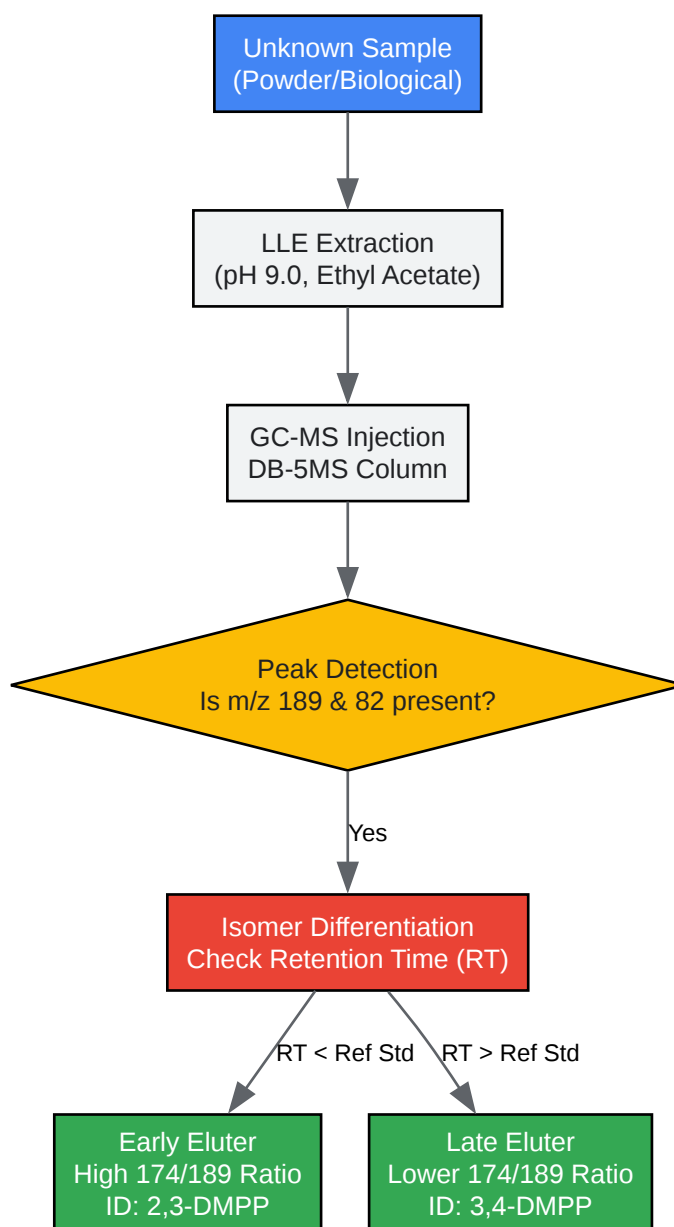 Unknown Sample
(Powder/Biological)
LLE Extraction
(pH 9.0, Ethyl Acetate)
GC-MS Injection
DB-5MS Column
Peak Detection
Is m/z 189 & 82 present?
Yes
Isomer Differentiation
Check Retention Time (RT)
RT < Ref Std
RT > Ref Std
Early Eluter
High 174/189 Ratio
ID: 2,3-DMPP
Late Eluter
Lower 174/189 Ratio
ID: 3,4-DMPP